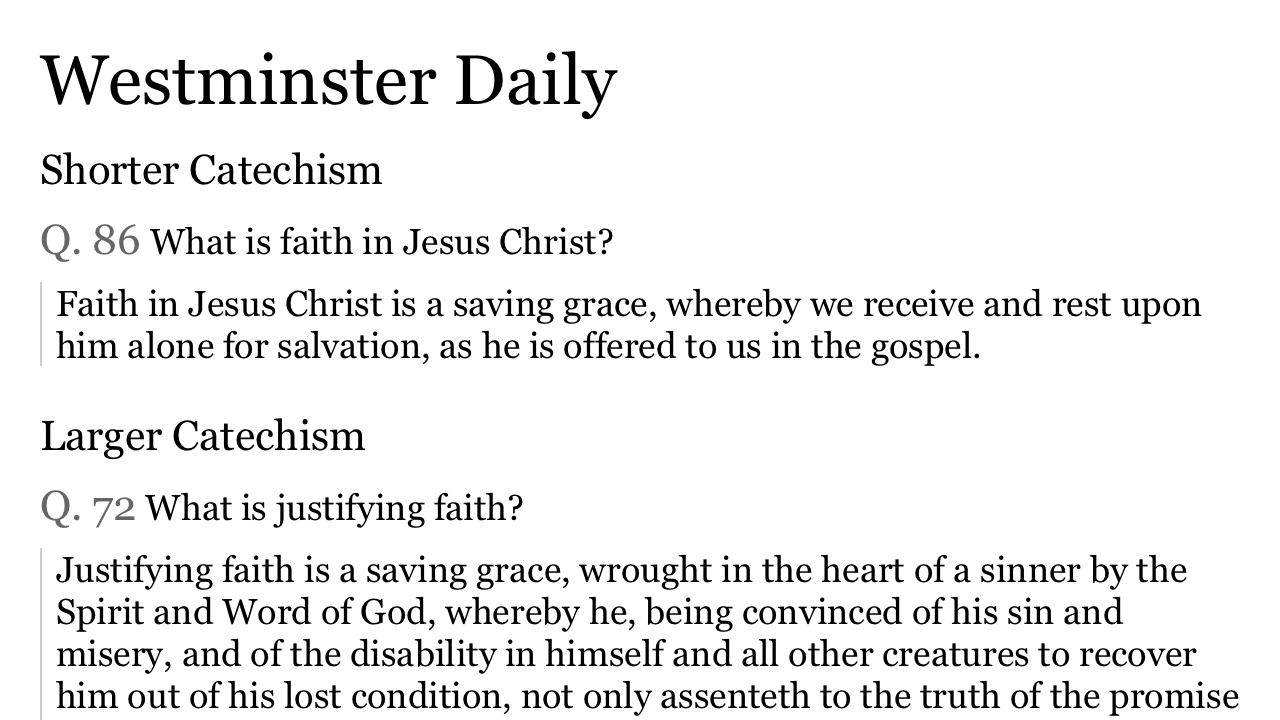 Westminster Daily
Shorter Catechism
Q. 86 What is faith in Jesus Christ?
Faith in Jesus Christ is a saving grace, whereby we receive and rest upon
him alone for salvation, as he is offered to us in the gospel.
Larger Catechism
Q. 72 What is justifying faith?
Justifying faith is a saving grace, wrought in the heart of a sinner by the
Spirit and Word of God, whereby he, being convinced of his sin and
misery, and of the disability in himself and all other creatures to recover
him out of his lost condition, not only assenteth to the truth of the promise